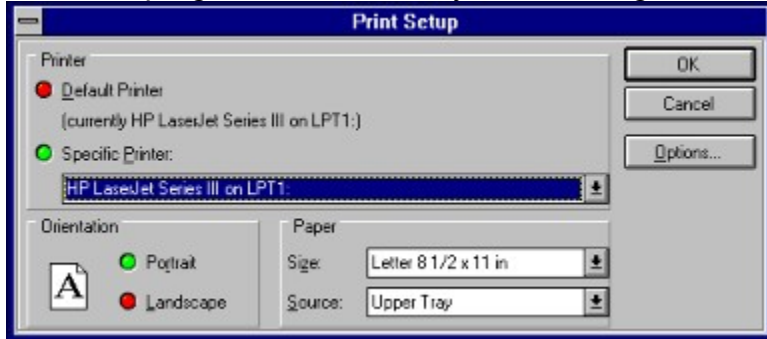 Print Setup
Printer
Default Printer
(currently HP LaserJet Series III on LPT1:)
Specific Printer:
HP LaserJet Series III on LPT1:
OK
Cancel
Options...
Orientation
A
Portrait
Landscape
Paper
Size: Letter 8 1/2 x 11 in
Source: Upper Tray